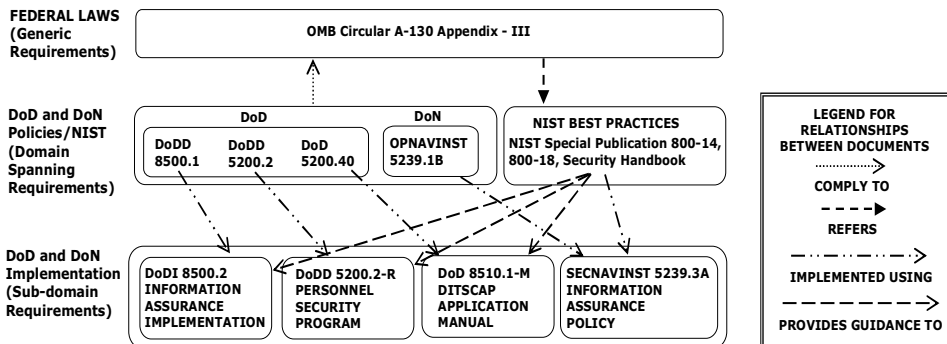 FEDERAL LAWS
(Generic
Requirements)
OMB Circular A-130 Appendix - III
DoD and DoN
Policies/NIST
(Domain
Spanning
Requirements)
DoD
DoDD
8500.1
DoDD
5200.2
DoD
5200.40
DoN
OPNAVINST
5239.1B
NIST BEST PRACTICES
NIST Special Publication 800-14,
800-18, Security Handbook
DoD and DoN
Implementation
(Sub-domain
Requirements)
DoDI 8500.2
INFORMATION
ASSURANCE
IMPLEMENTATION
DoDD 5200.2-R
PERSONNEL
SECURITY
PROGRAM
DoD 8510.1-M
DITSCAP
APPLICATION
MANUAL
SECNAVINST 5239.3A
INFORMATION
ASSURANCE
POLICY
LEGEND FOR
RELATIONSHIPS
BETWEEN DOCUMENTS
COMPLY TO
REFERS
IMPLEMENTED USING
PROVIDES GUIDANCE TO